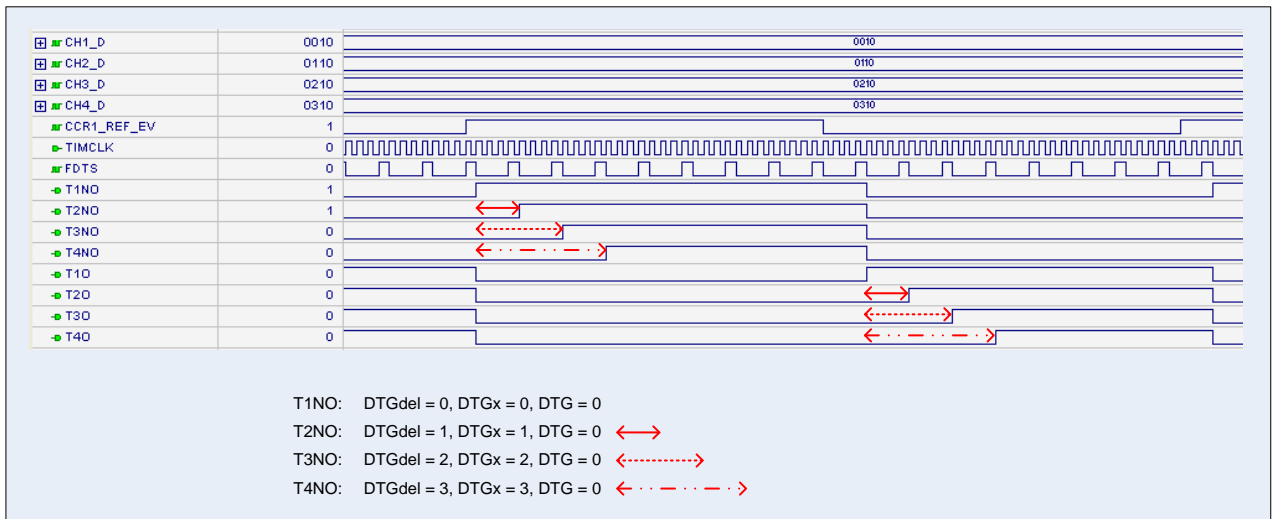 CH1_D 0010 0010
CH2_D 0110 0110
CH3_D 0210 0210
CH4_D 0310 0310
CCR1_REF_EV 1
TIMCLK 0
FDTS 0
T1NO 1
T2NO 1
T3NO 0
T4NO 0
T1O 0
T2O 0
T3O 0
T4O 0
T1NO: DTGdel = 0, DTGx = 0, DTG = 0
T2NO: DTGdel = 1, DTGx = 1, DTG = 0
T3NO: DTGdel = 2, DTGx = 2, DTG = 0
T4NO: DTGdel = 3, DTGx = 3, DTG = 0